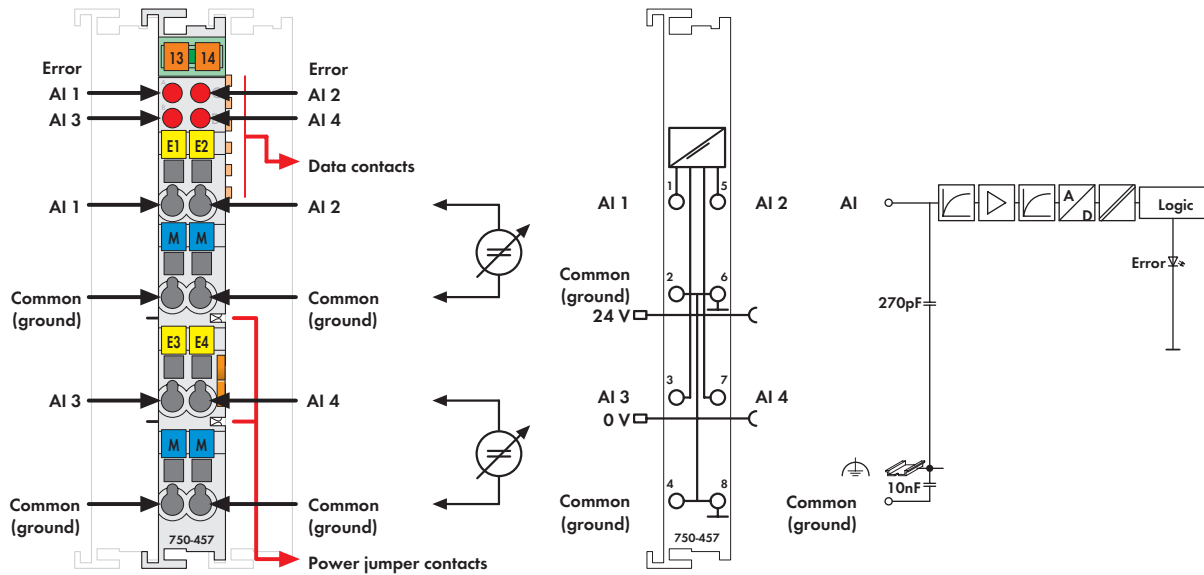 13 14
Error
Error
AI 1
AI 2
AI 3
AI 4
E1 E2
Data contacts
AI 1
AI 2
M M
Common
(ground)
Common
(ground)
E3 E4
AI 3
AI 4
M M
Common
(ground)
Common
(ground)
750-457
Power jumper contacts
1 5
AI 1
AI 2
Common
(ground)
2 6
24 V
3 7
AI 3
AI 4
0 V
4 8
Common
(ground)
750-457
AI
A
D
Logic
Error
270pF
10nF
Common
(ground)